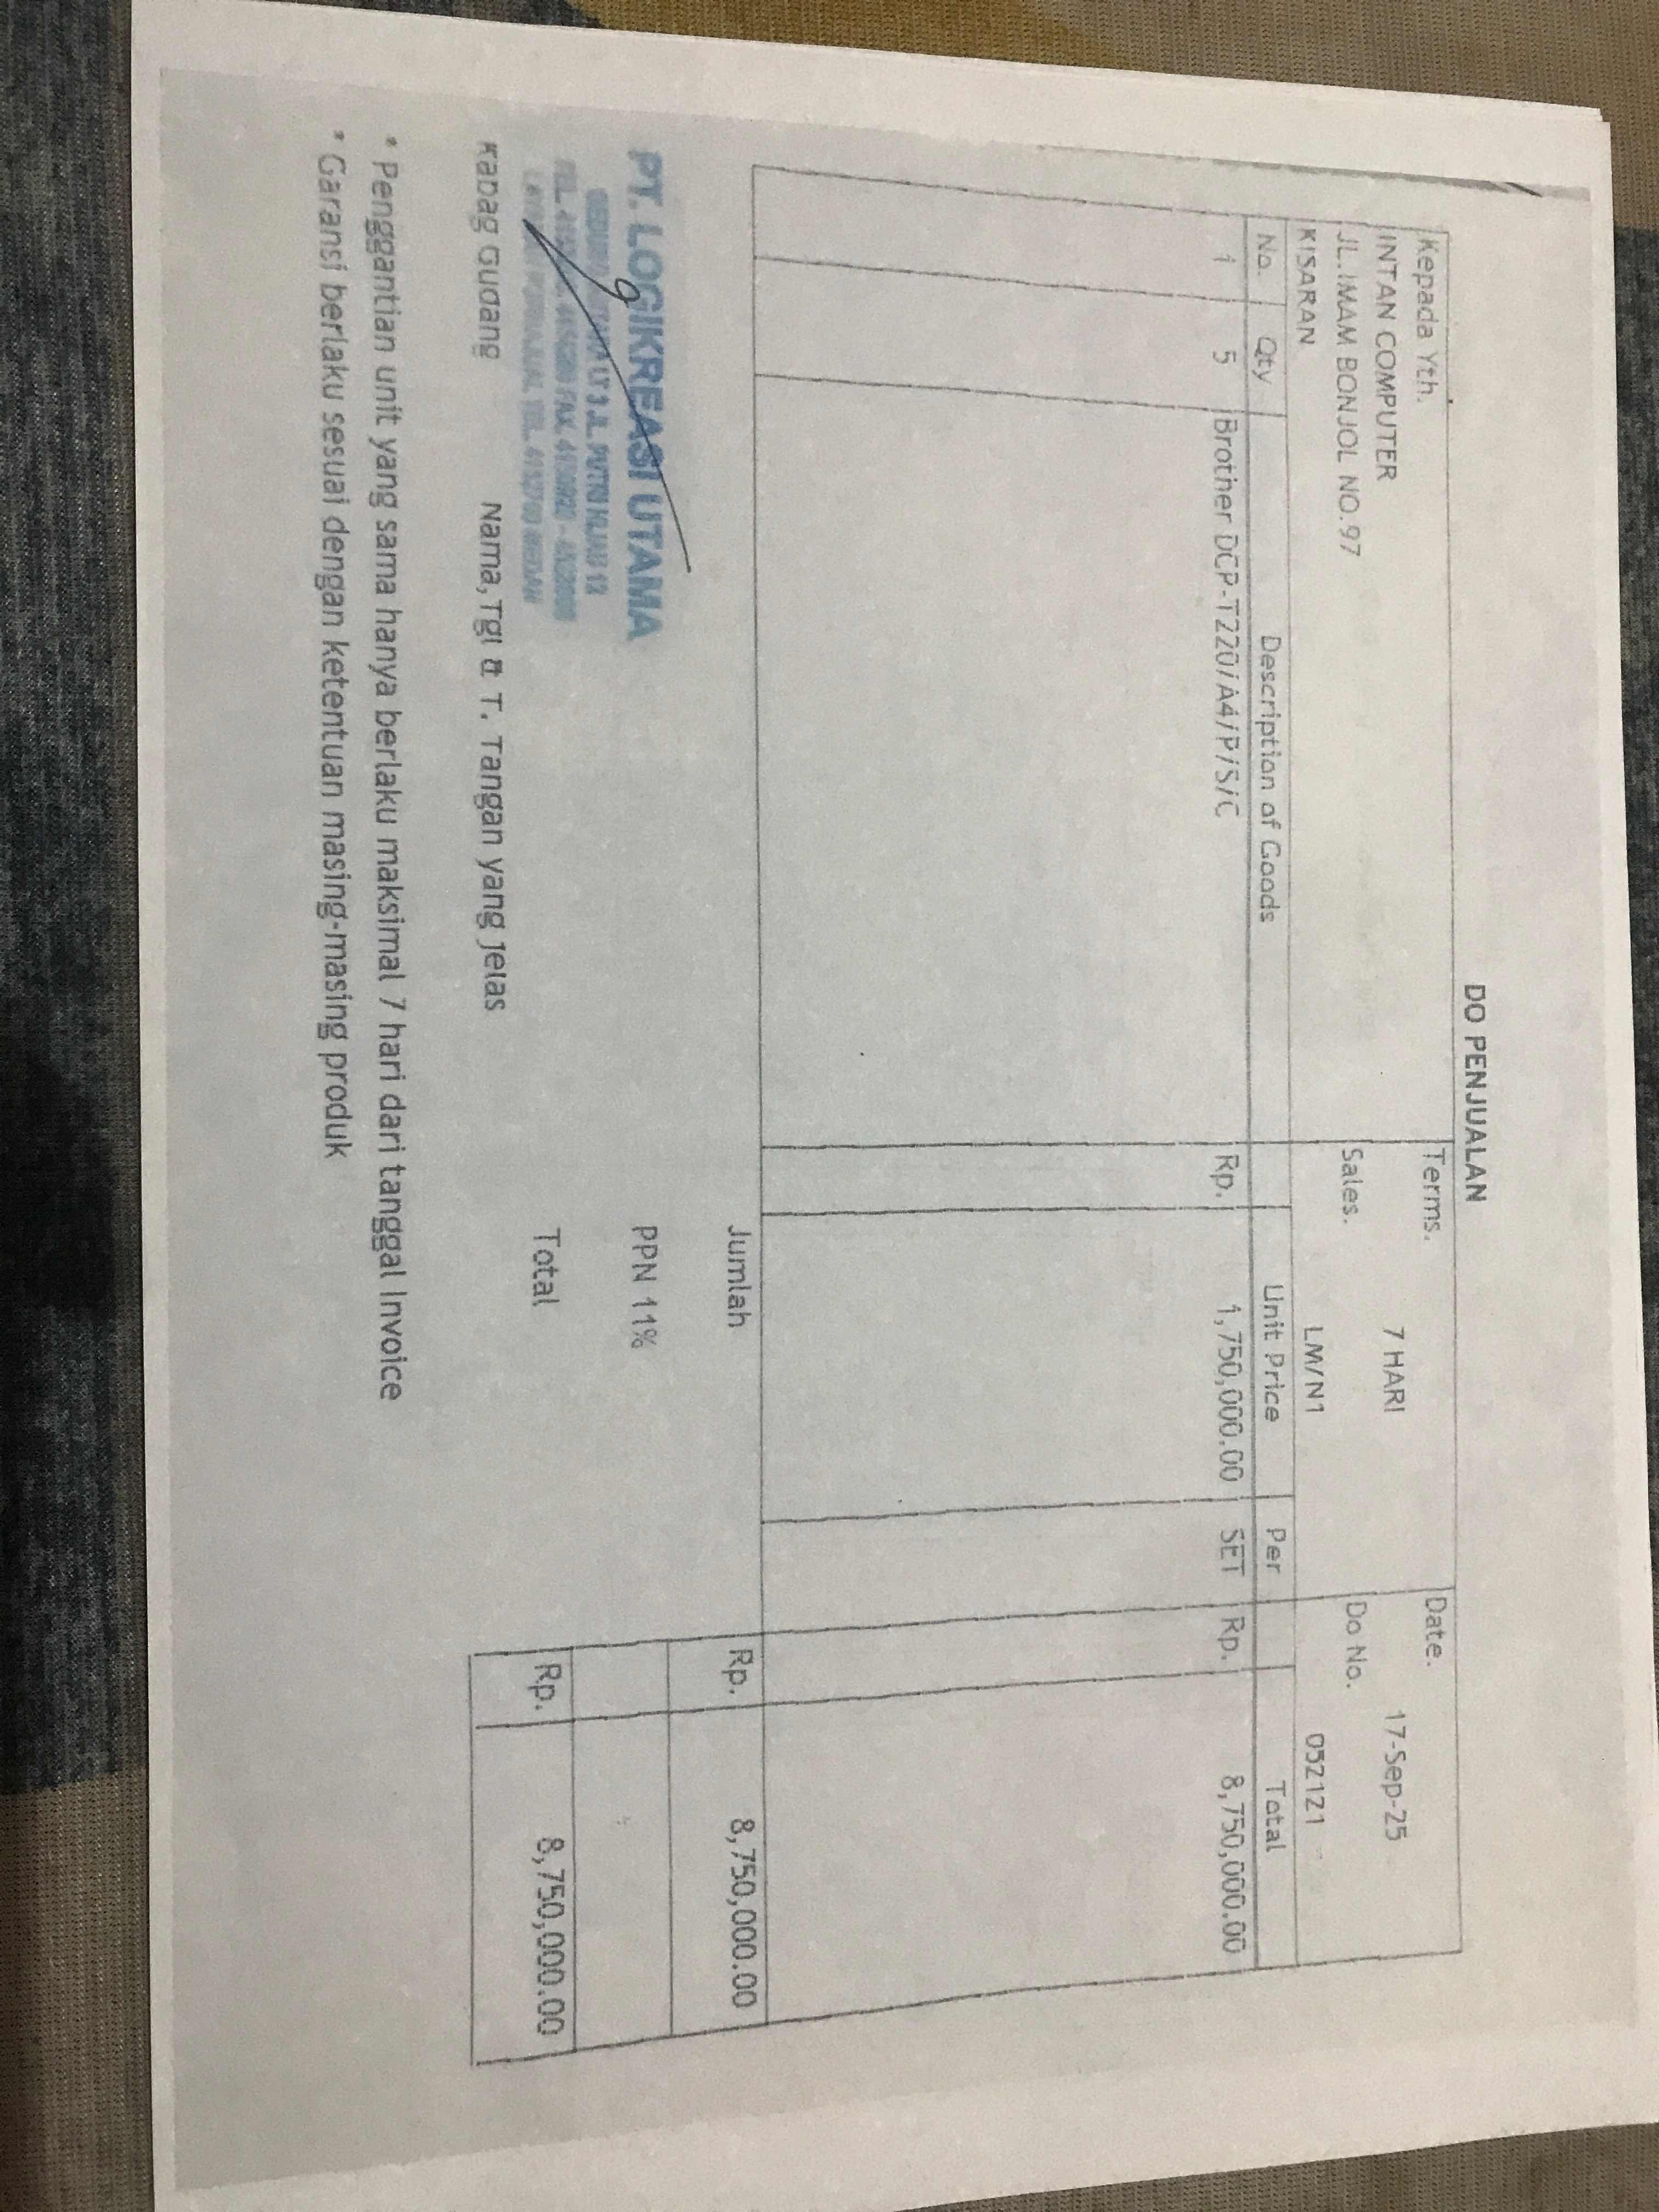 DO PENJUALAN
Kepada Yth. Terms. Date.
INTAN COMPUTER 7 HARI 17-Sep-25
JL.IMAM BONJOL NO.97 Sales. Do No.
KISARAN LM/N1 052121
No. Qty Description of Goods Unit Price Per Total
1 5 Brother DCP-T220/A4/P/S/C Rp. 1,750,000.00 SET Rp. 8,750,000.00
Jumlah Rp. 8,750,000.00
PT. LOGIKREASI UTAMA
PPN 11%
LT 3 JL. PUTRI HIJAU
Total Rp. 8,750,000.00
Kabag Gudang Nama,Tgl & T. Tangan yang jelas
* Penggantian unit yang sama hanya berlaku maksimal 7 hari dari tanggal Invoice
* Garansi berlaku sesuai dengan ketentuan masing-masing produk